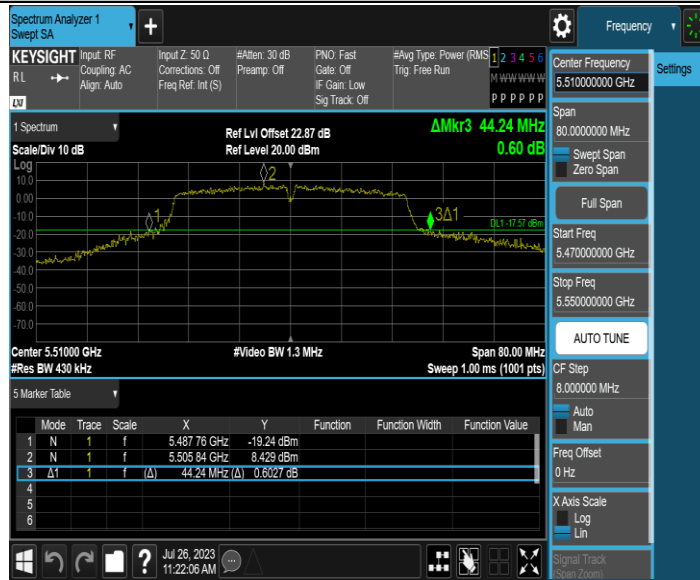 Spectrum Analyzer 1
Swept SA
+
Frequency
KEYSIGHT
RL
LXI
Input: RF
Coupling: AC
Align: Auto
Input Z: 50 Ω
Corrections: Off
Freq Ref: Int (S)
#Atten: 30 dB
Preamp: Off
PNO: Fast
Gate: Off
IF Gain: Low
Sig Track: Off
#Avg Type: Power (RMS
Trig: Free Run
1 2 3 4 5 6
M W W W W W
P P P P P P
1 Spectrum
Scale/Div 10 dB
Ref Lvl Offset 22.87 dB
Ref Level 20.00 dBm
ΔMkr3 44.24 MHz
0.60 dB
Log
10.0
0.00
-10.0
-20.0
-30.0
-40.0
-50.0
-60.0
-70.0
1
2
3Δ1
DL1 -17.57 dBm
Center 5.51000 GHz
#Res BW 430 kHz
#Video BW 1.3 MHz
Span 80.00 MHz
Sweep 1.00 ms (1001 pts)
5 Marker Table
Mode Trace Scale X Y Function Function Width Function Value
1 N 1 f 5.487 76 GHz -19.24 dBm
2 N 1 f 5.505 84 GHz 8.429 dBm
3 Δ1 1 f (Δ) 44.24 MHz (Δ) 0.6027 dB
4
5
6
?
Jul 26, 2023
11:22:06 AM
Settings
Center Frequency
5.510000000 GHz
Span
80.0000000 MHz
Swept Span
Zero Span
Full Span
Start Freq
5.470000000 GHz
Stop Freq
5.550000000 GHz
AUTO TUNE
CF Step
8.000000 MHz
Auto
Man
Freq Offset
0 Hz
X Axis Scale
Log
Lin
Signal Track
(Span Zoom)